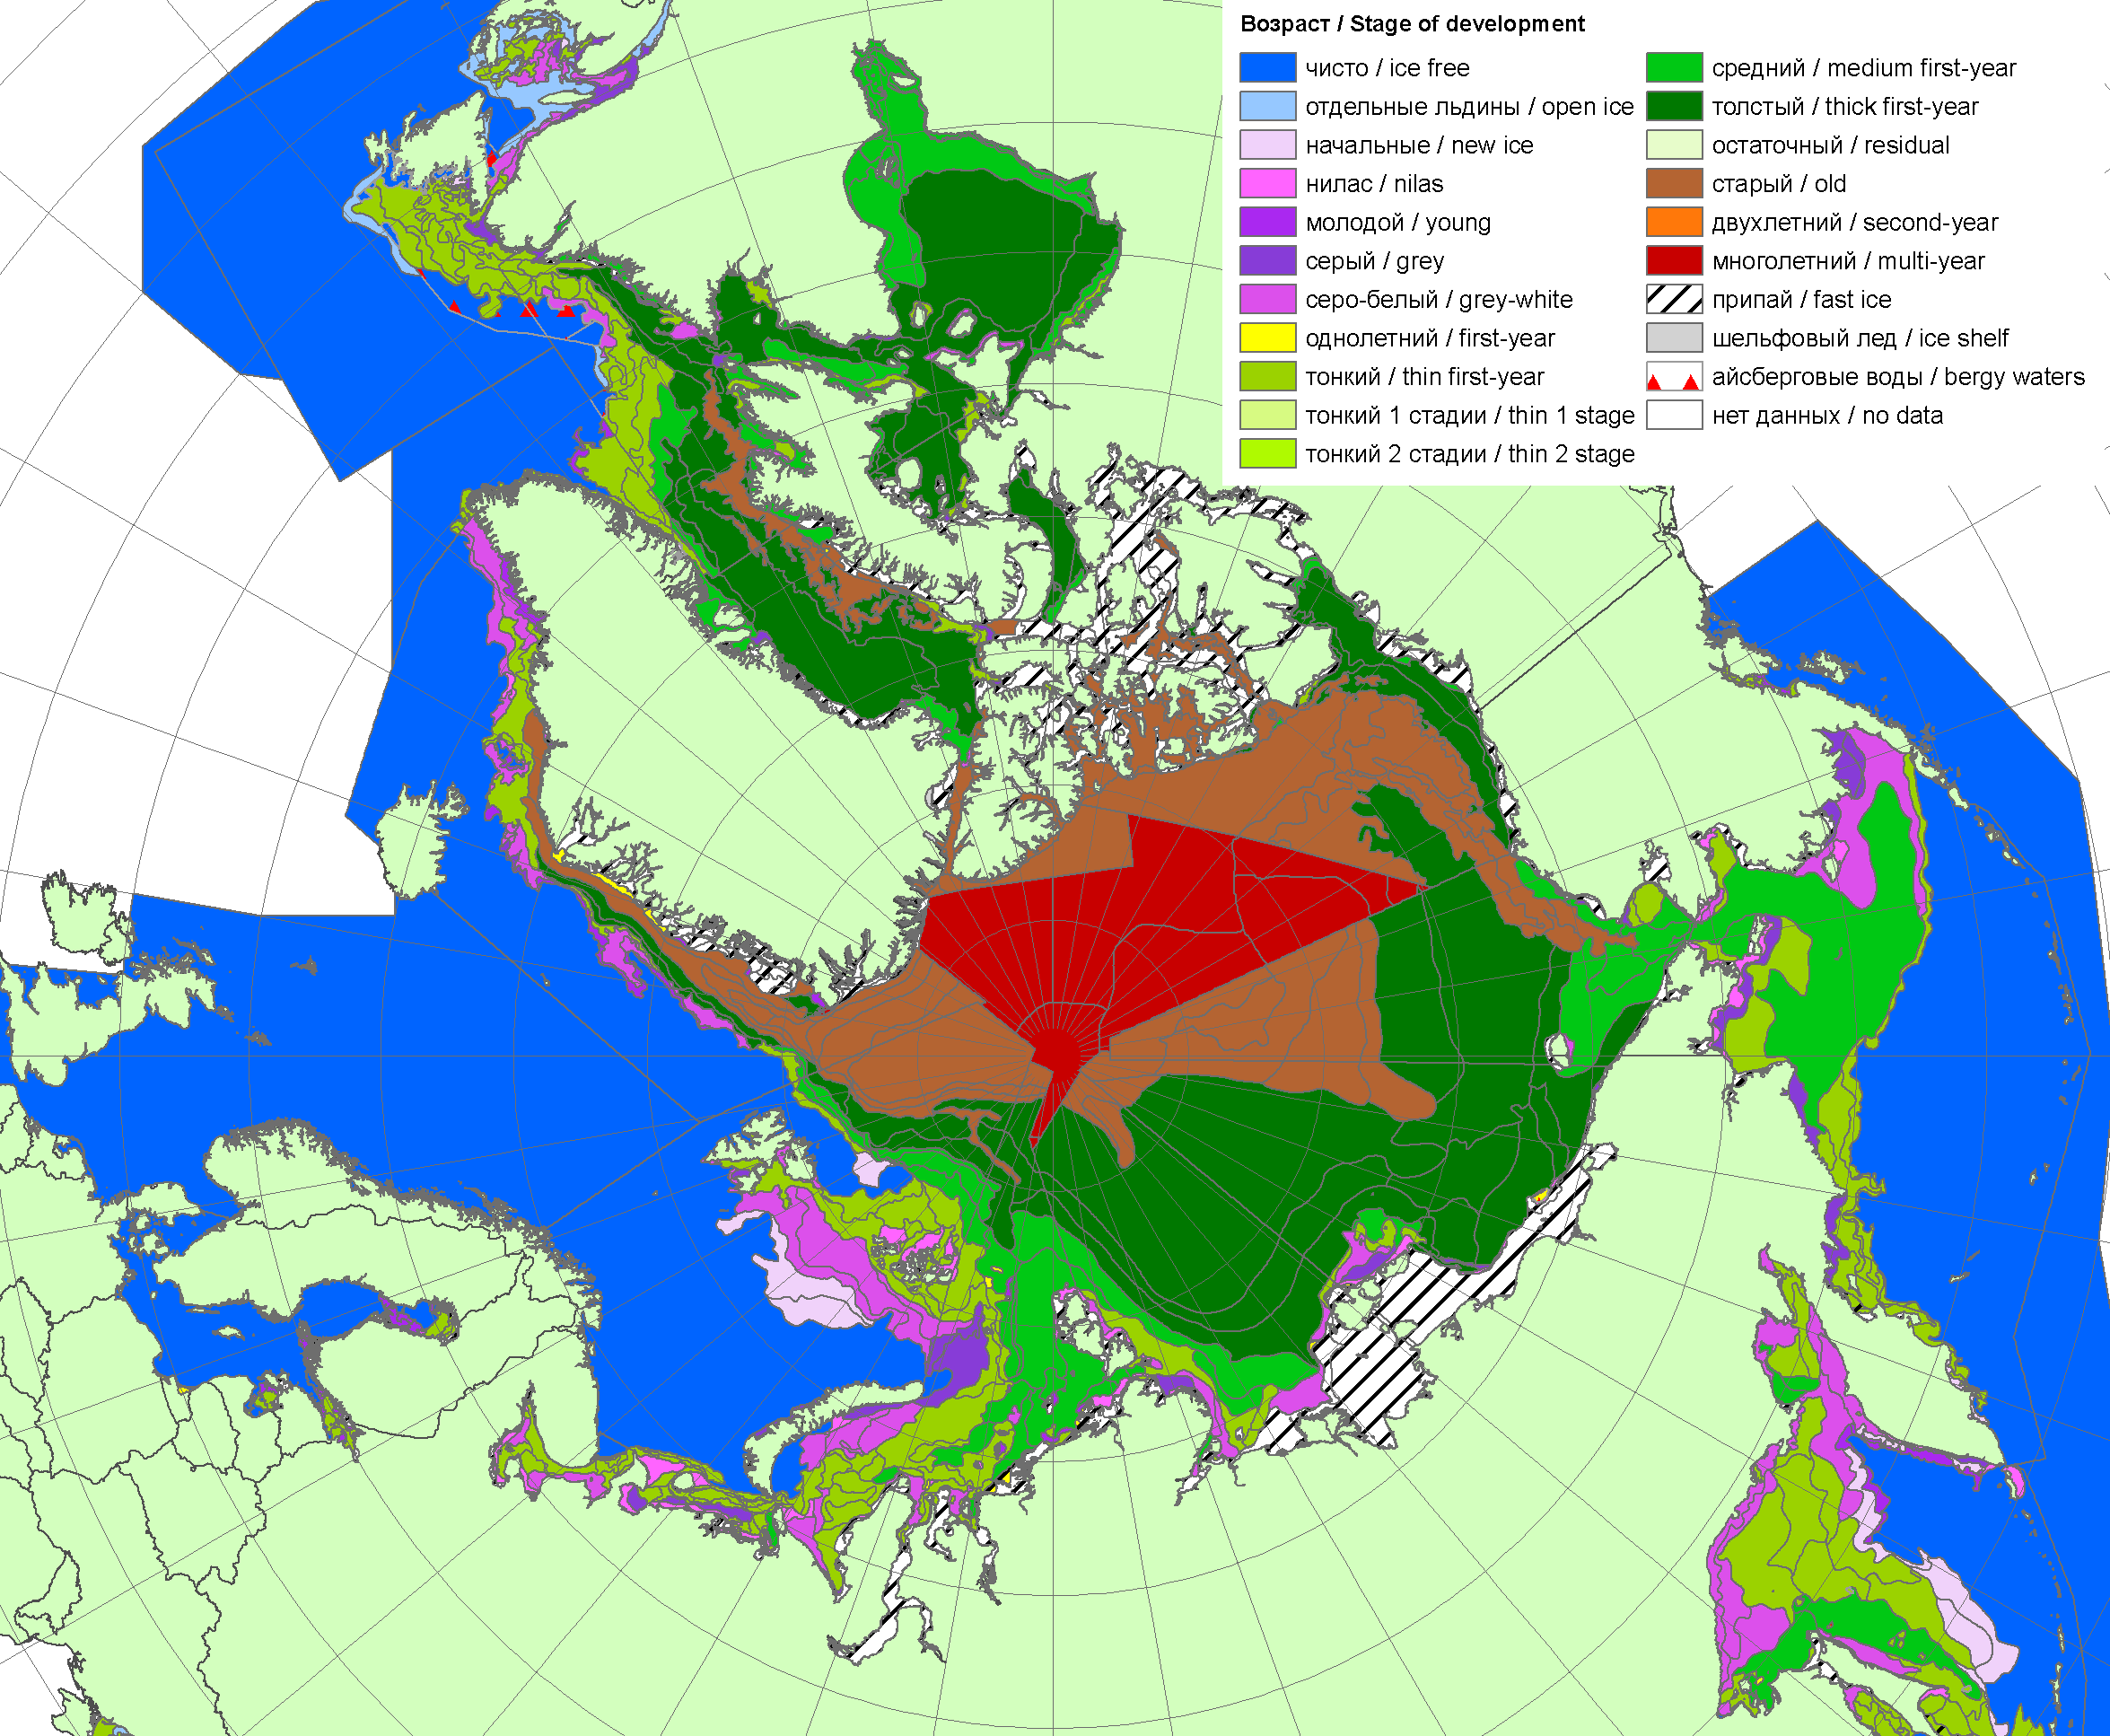 Возраст / Stage of development
чисто / ice free
отдельные льдины / open ice
начальные / new ice
нилас / nilas
молодой / young
серый / grey
серо-белый / grey-white
однолетний / first-year
тонкий / thin first-year
тонкий 1 стадии / thin 1 stage
тонкий 2 стадии / thin 2 stage
средний / medium first-year
толстый / thick first-year
остаточный / residual
старый / old
двухлетний / second-year
многолетний / multi-year
припай / fast ice
шельфовый лед / ice shelf
айсберговые воды / bergy waters
нет данных / no data